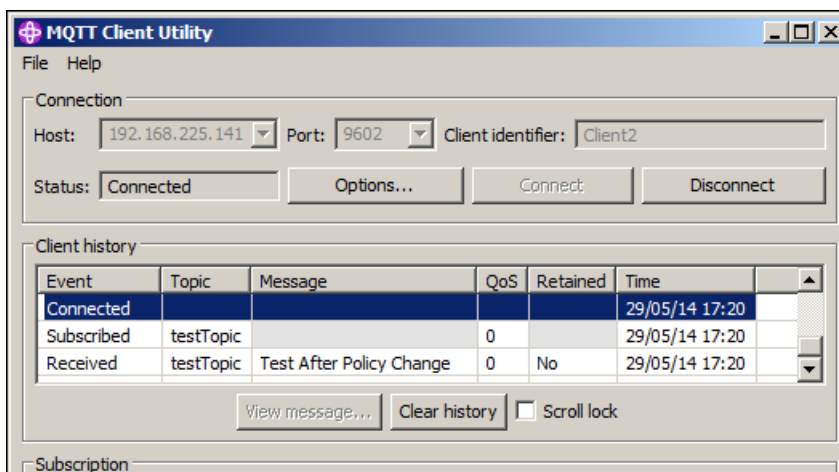 MQTT Client Utility
File Help
Connection
Host: 192.168.225.141 Port: 9602 Client identifier: Client2
Status: Connected Options... Connect Disconnect
Client history
Event Topic Message QoS Retained Time
Connected 29/05/14 17:20
Subscribed testTopic 0 29/05/14 17:20
Received testTopic Test After Policy Change 0 No 29/05/14 17:20
View message... Clear history Scroll lock
Subscription